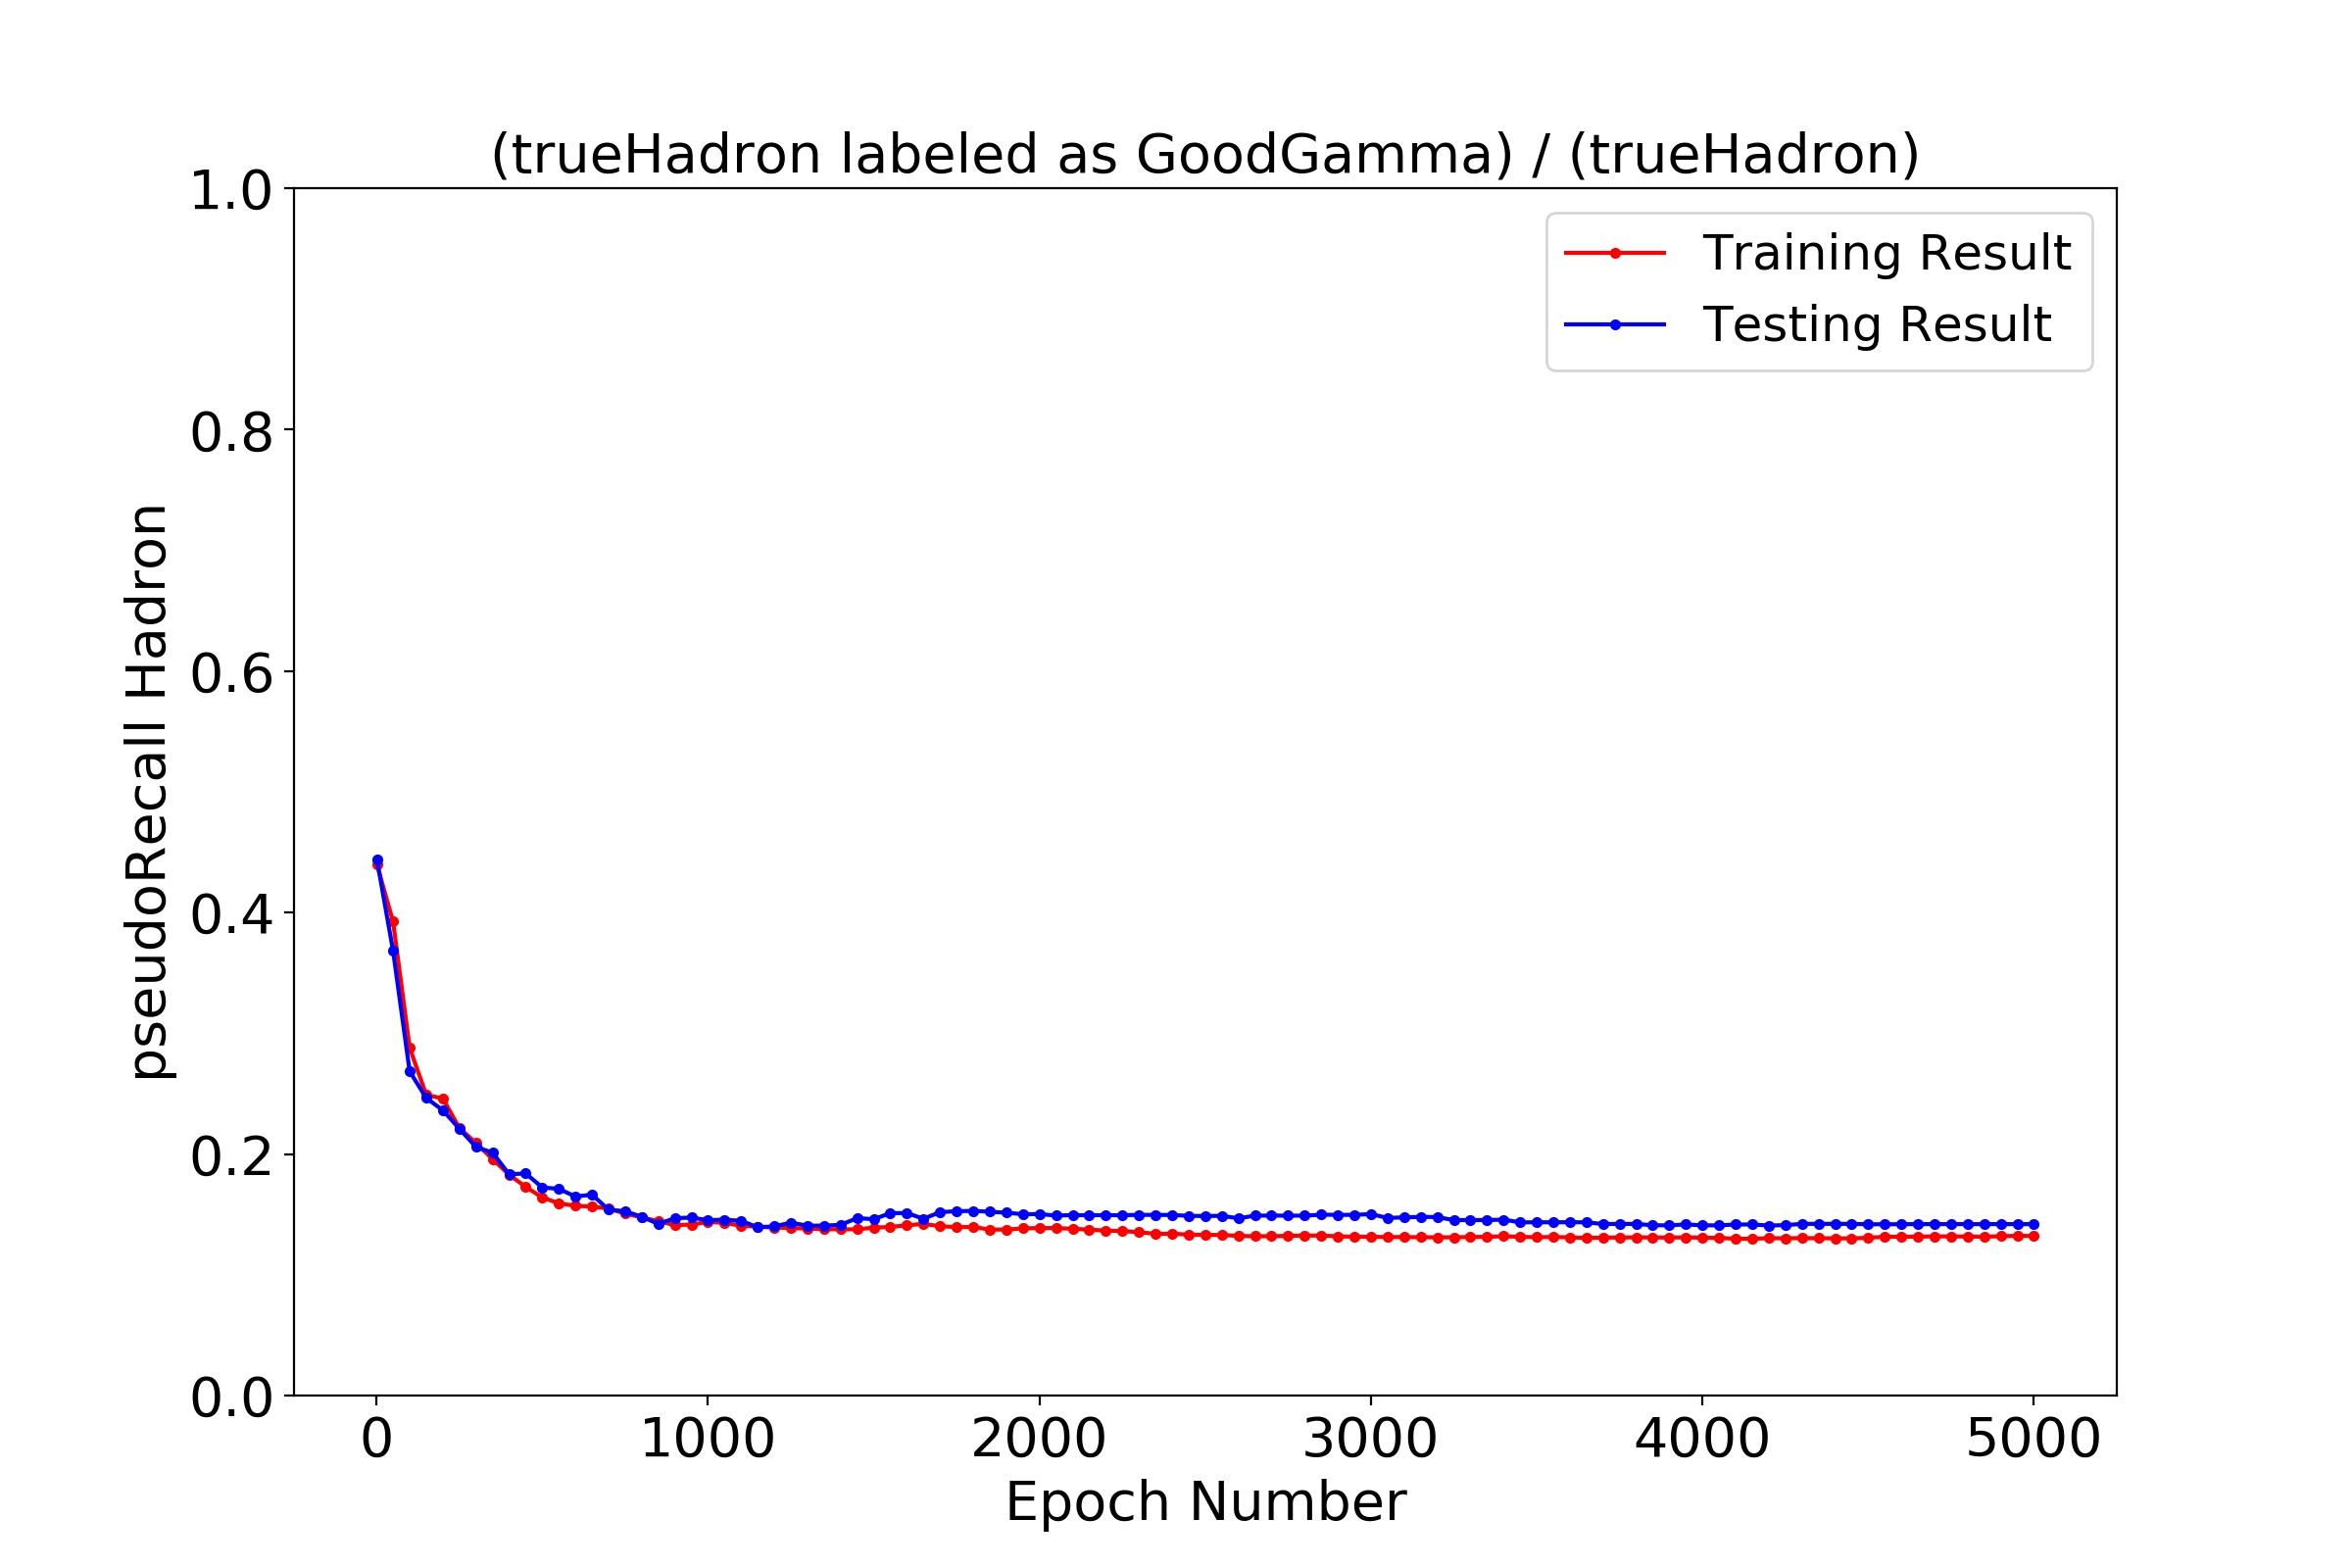 (trueHadron labeled as GoodGamma) / (trueHadron)
1.0
0.8
0.6
0.4
0.2
0.0
pseudoRecall Hadron
Training Result
Testing Result
0 1000 2000 3000 4000 5000
Epoch Number